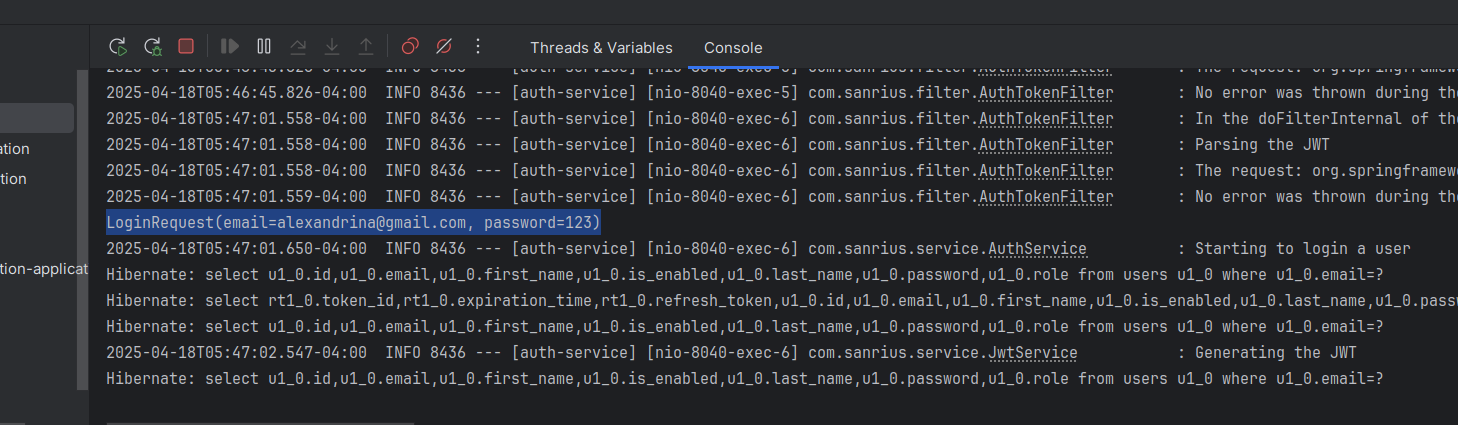 Threads & Variables Console
2025-04-18T05:46:45.826-04:00 INFO 8436 --- [auth-service] [nio-8040-exec-5] com.sanrius.filter.AuthTokenFilter : No error was thrown during the
2025-04-18T05:47:01.558-04:00 INFO 8436 --- [auth-service] [nio-8040-exec-6] com.sanrius.filter.AuthTokenFilter : In the doFilterInternal of the
ation 2025-04-18T05:47:01.558-04:00 INFO 8436 --- [auth-service] [nio-8040-exec-6] com.sanrius.filter.AuthTokenFilter : Parsing the JWT
tion 2025-04-18T05:47:01.558-04:00 INFO 8436 --- [auth-service] [nio-8040-exec-6] com.sanrius.filter.AuthTokenFilter : The request: org.springframew
2025-04-18T05:47:01.559-04:00 INFO 8436 --- [auth-service] [nio-8040-exec-6] com.sanrius.filter.AuthTokenFilter : No error was thrown during the
LoginRequest(email=alexandrina@gmail.com, password=123)
2025-04-18T05:47:01.650-04:00 INFO 8436 --- [auth-service] [nio-8040-exec-6] com.sanrius.service.AuthService : Starting to login a user
tion-applicat Hibernate: select u1_0.id,u1_0.email,u1_0.first_name,u1_0.is_enabled,u1_0.last_name,u1_0.password,u1_0.role from users u1_0 where u1_0.email=?
Hibernate: select rt1_0.token_id,rt1_0.expiration_time,rt1_0.refresh_token,u1_0.id,u1_0.email,u1_0.first_name,u1_0.is_enabled,u1_0.last_name,u1_0.passw
Hibernate: select u1_0.id,u1_0.email,u1_0.first_name,u1_0.is_enabled,u1_0.last_name,u1_0.password,u1_0.role from users u1_0 where u1_0.email=?
2025-04-18T05:47:02.547-04:00 INFO 8436 --- [auth-service] [nio-8040-exec-6] com.sanrius.service.JwtService : Generating the JWT
Hibernate: select u1_0.id,u1_0.email,u1_0.first_name,u1_0.is_enabled,u1_0.last_name,u1_0.password,u1_0.role from users u1_0 where u1_0.email=?